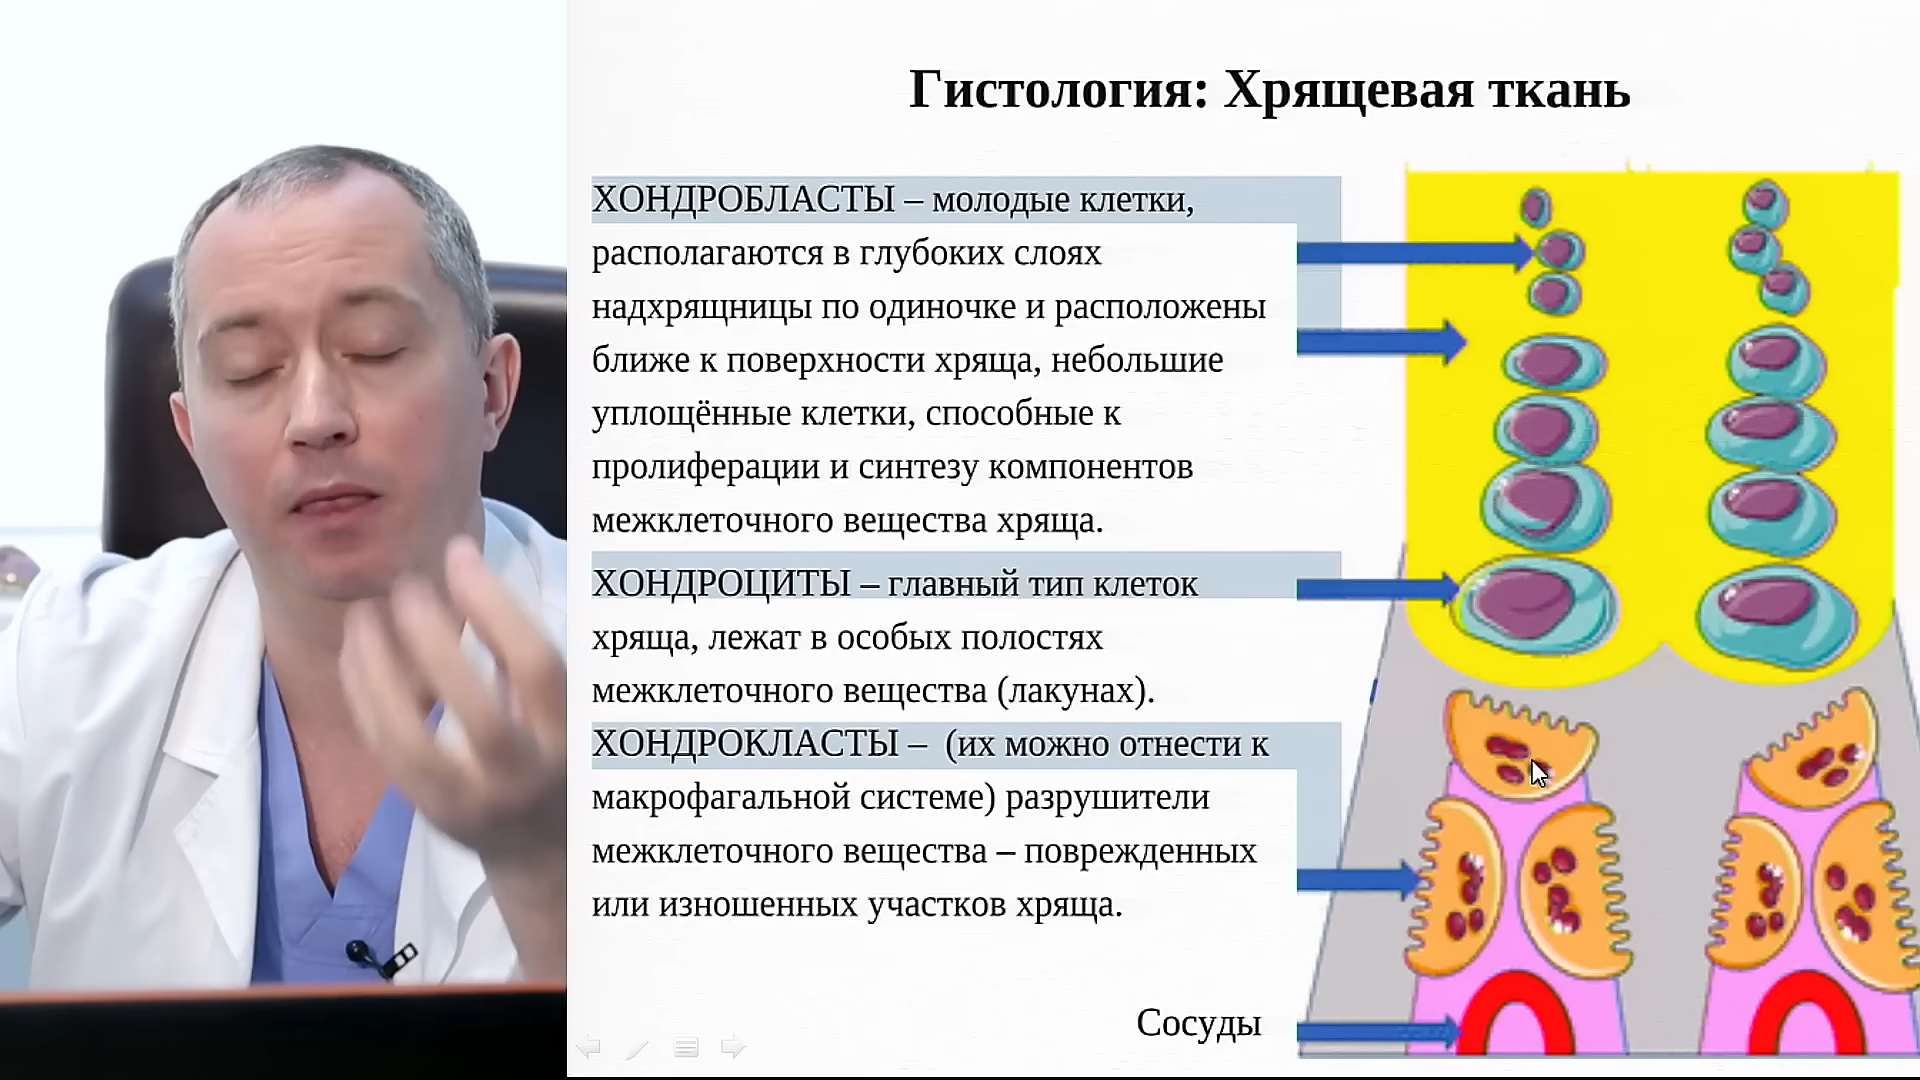 Гистология: Хрящевая ткань
ХОНДРОБЛАСТЫ – молодые клетки,
располагаются в глубоких слоях
надхрящницы по одиночке и расположены
ближе к поверхности хряща, небольшие
уплощённые клетки, способные к
пролиферации и синтезу компонентов
межклеточного вещества хряща.
ХОНДРОЦИТЫ – главный тип клеток
хряща, лежат в особых полостях
межклеточного вещества (лакунах).
ХОНДРОКЛАСТЫ – (их можно отнести к
макрофагальной системе) разрушители
межклеточного вещества – поврежденных
или изношенных участков хряща.
Сосуды